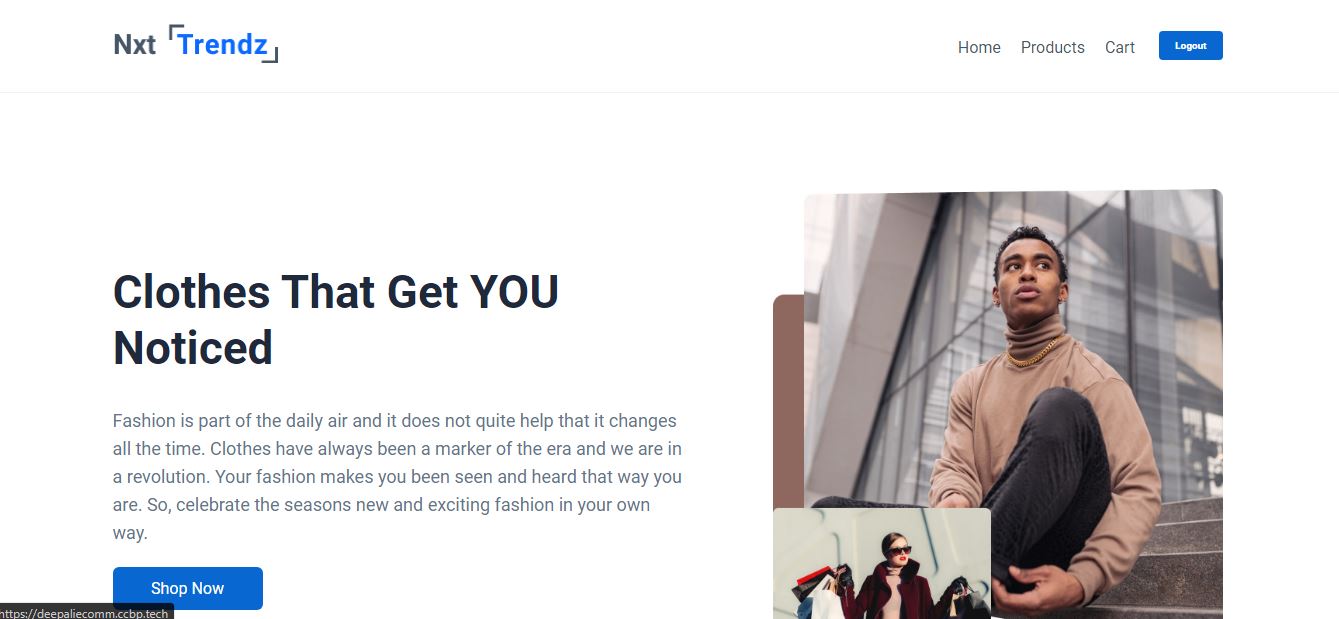 Nxt Trendz
Home Products Cart Logout
Clothes That Get YOU
Noticed
Fashion is part of the daily air and it does not quite help that it changes
all the time. Clothes have always been a marker of the era and we are in
a revolution. Your fashion makes you been seen and heard that way you
are. So, celebrate the seasons new and exciting fashion in your own
way.
Shop Now
https://deepaliecomm.ccbp.tech